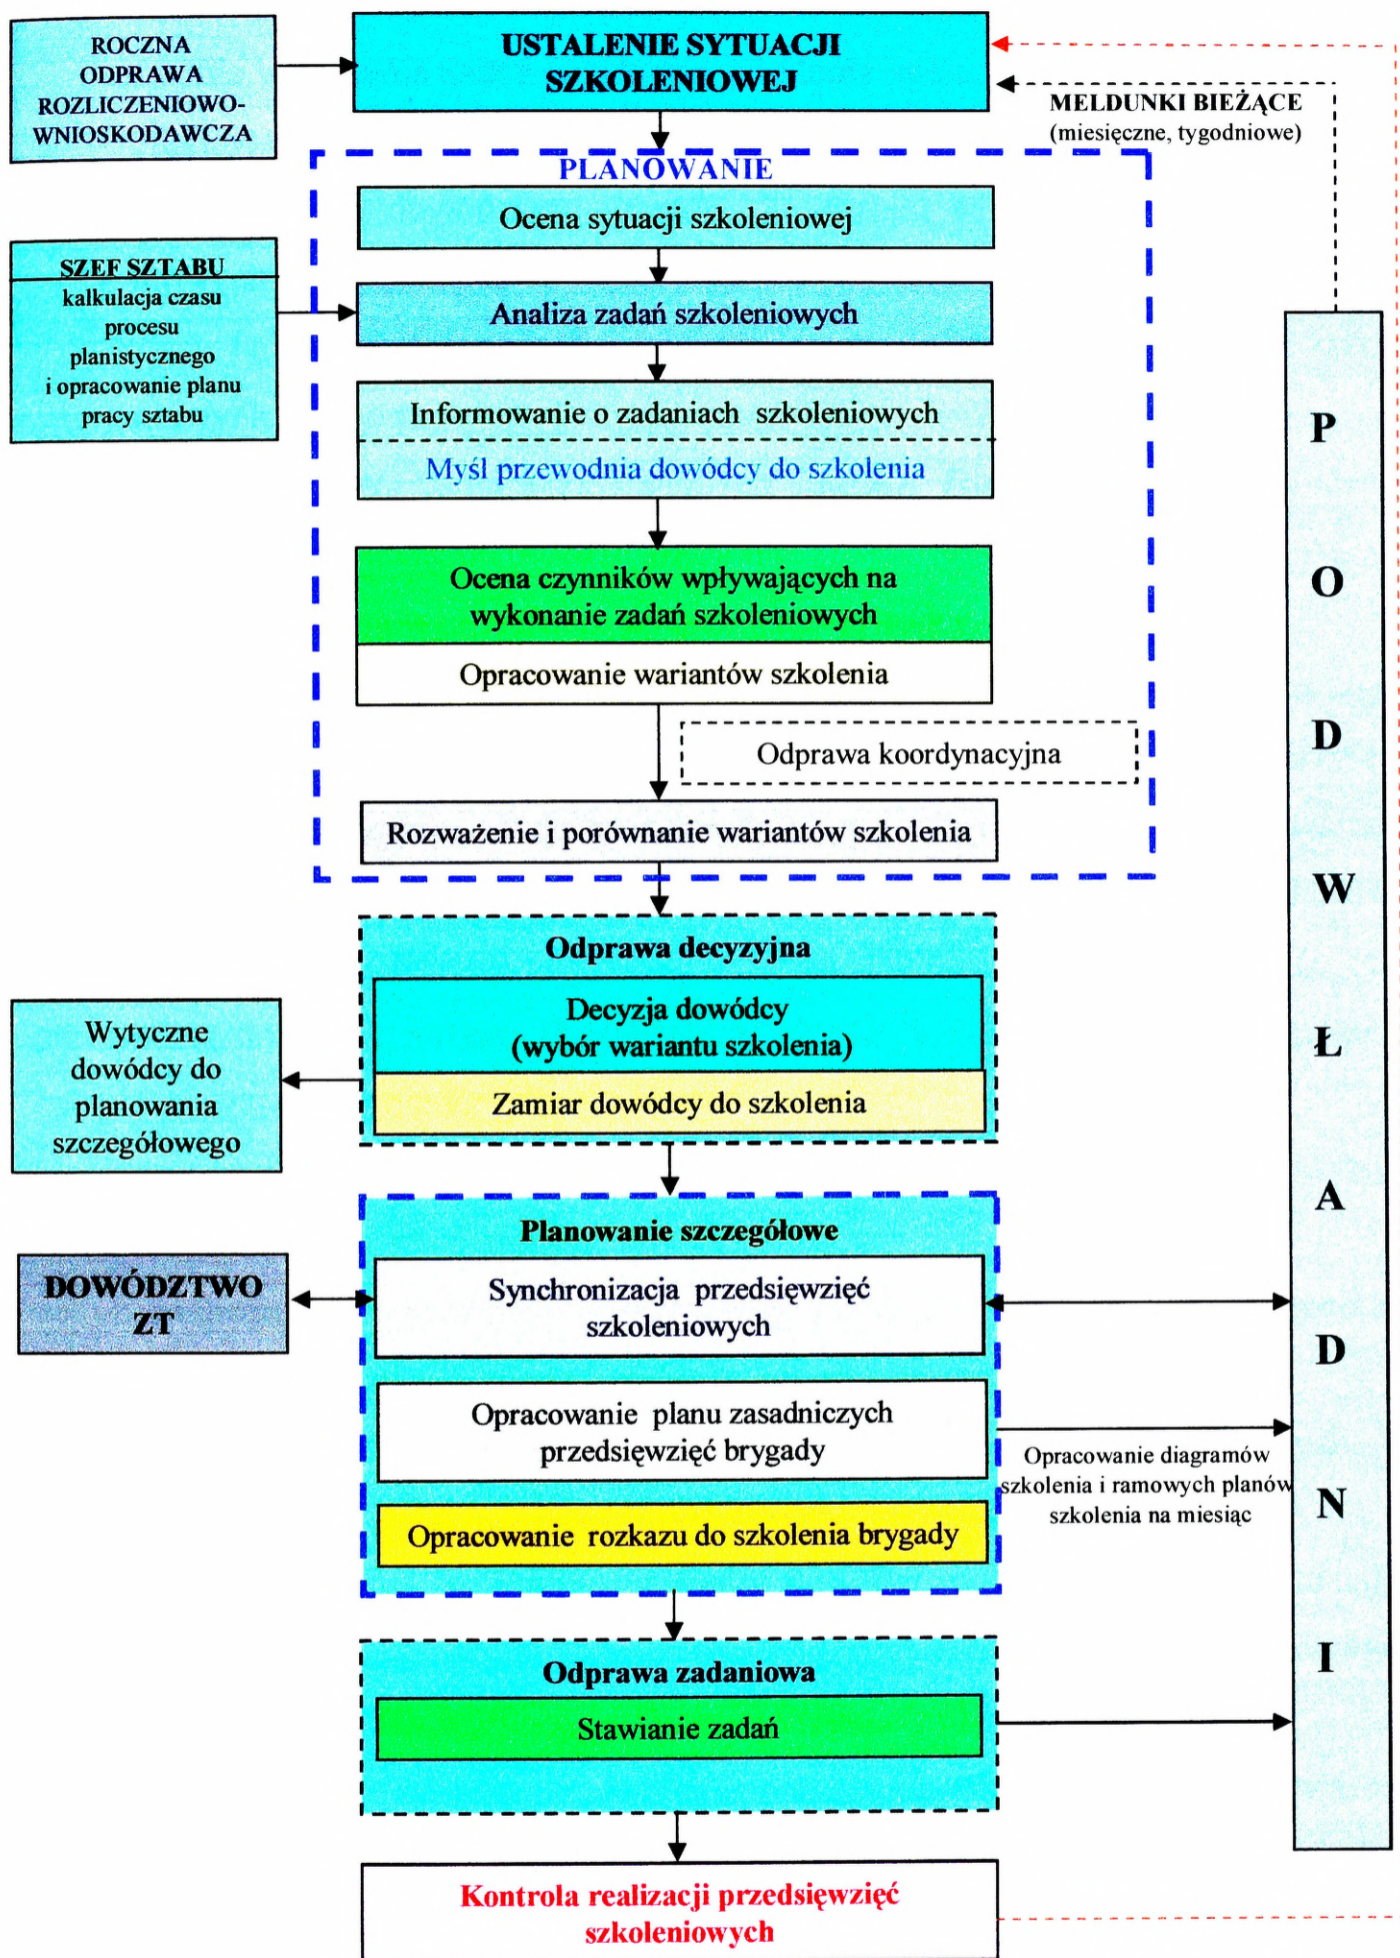 ROCZNA
ODPRAWA
ROZLICZENIOWO-
WNIOSKODAWCZA
USTALENIE SYTUACJI
SZKOLENIOWEJ
MELDUNKI BIEŻĄCE
(miesięczne, tygodniowe)
PLANOWANIE
Ocena sytuacji szkoleniowej
SZEF SZTABU
kalkulacja czasu
procesu
planistycznego
i opracowanie planu
pracy sztabu
Analiza zadań szkoleniowych
Informowanie o zadaniach szkoleniowych
Myśl przewodnia dowódcy do szkolenia
Ocena czynników wpływających na
wykonanie zadań szkoleniowych
Opracowanie wariantów szkolenia
Odprawa koordynacyjna
Rozważenie i porównanie wariantów szkolenia
Odprawa decyzyjna
Decyzja dowódcy
(wybór wariantu szkolenia)
Zamiar dowódcy do szkolenia
Wytyczne
dowódcy do
planowania
szczegółowego
Planowanie szczegółowe
DOWÓDZTWO
ZT
Synchronizacja przedsięwzięć
szkoleniowych
Opracowanie planu zasadniczych
przedsięwzięć brygady
Opracowanie rozkazu do szkolenia brygady
Opracowanie diagramów
szkolenia i ramowych planów
szkolenia na miesiąc
Odprawa zadaniowa
Stawianie zadań
Kontrola realizacji przedsięwzięć
szkoleniowych
P
O
D
W
Ł
A
D
N
I